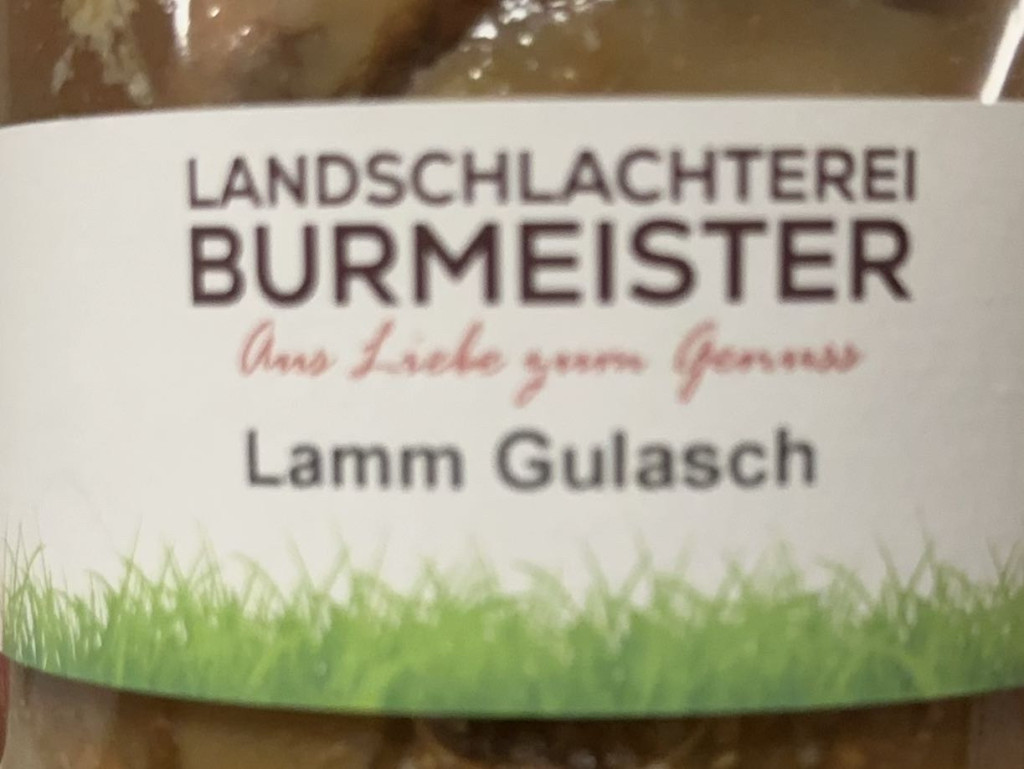 LANDSCHLACHTEREI
BURMEISTER
Aus Liebe zum Genuss
Lamm Gulasch